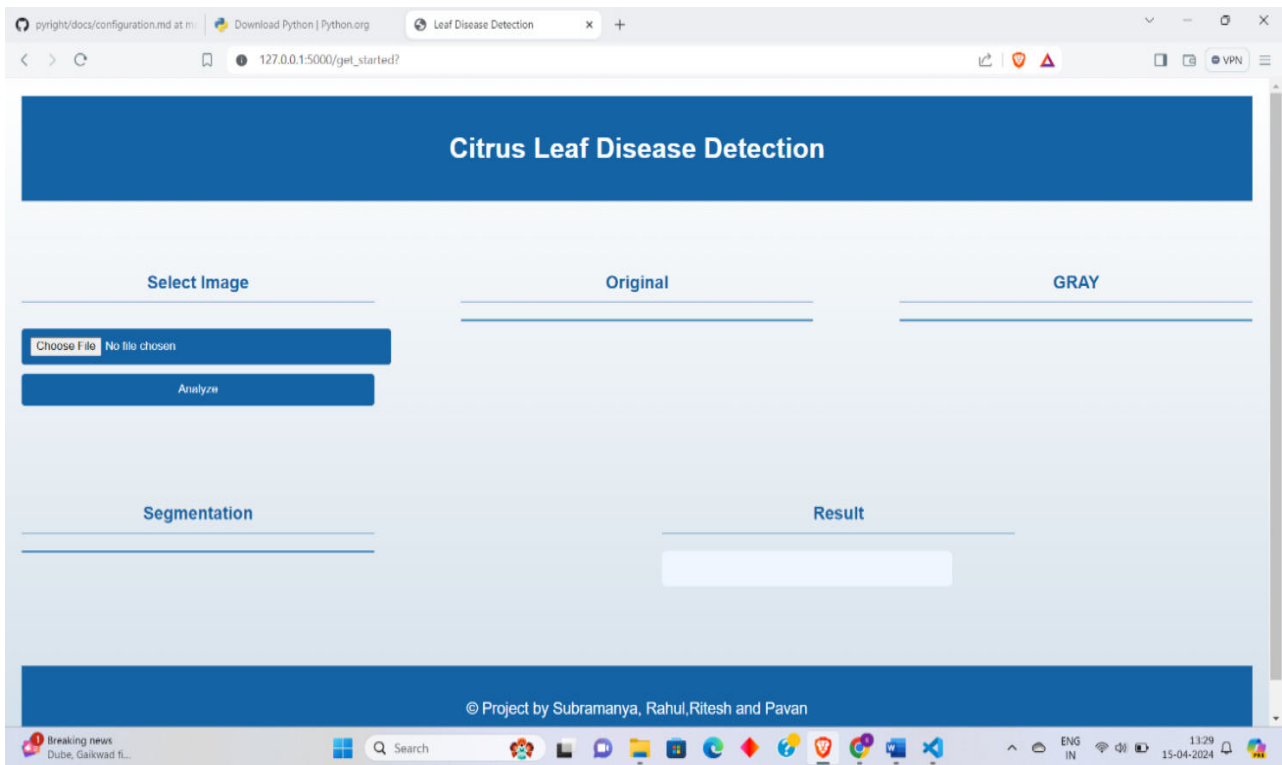 pyright/docs/configuration.md at m
Download Python | Python.org
Leaf Disease Detection
127.0.0.1:5000/get_started?
VPN
Citrus Leaf Disease Detection
Select Image
Original
GRAY
Choose File No file chosen
Analyze
Segmentation
Result
© Project by Subramanya, Rahul,Ritesh and Pavan
1
Breaking news
Dube, Gaikwad fi...
Search
ENG
IN
13:29
15-04-2024